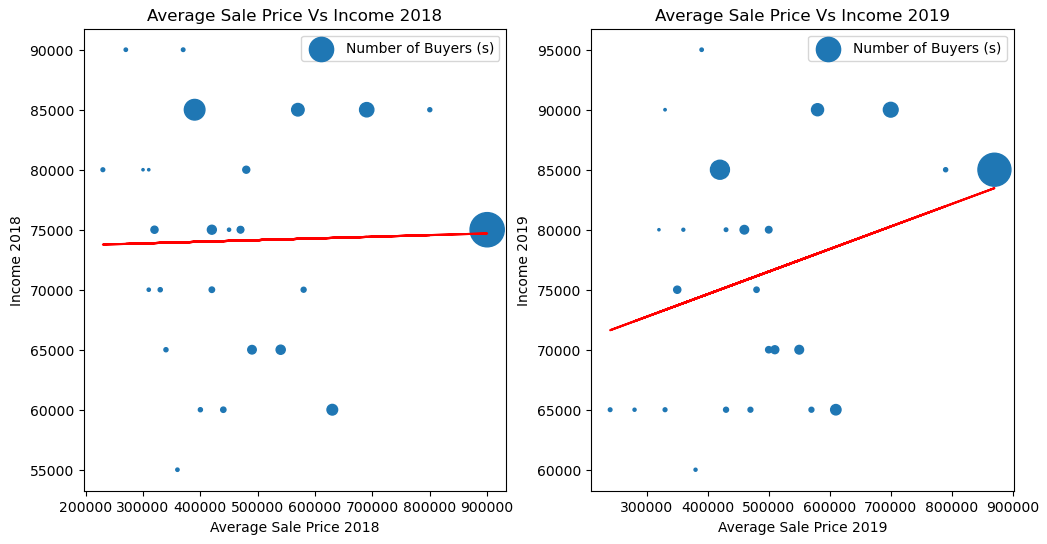 Average Sale Price Vs Income 2018
Number of Buyers (s)
90000
85000
80000
75000
70000
65000
60000
55000
Income 2018
200000 300000 400000 500000 600000 700000 800000 900000
Average Sale Price 2018
Average Sale Price Vs Income 2019
Number of Buyers (s)
95000
90000
85000
80000
75000
70000
65000
60000
Income 2019
300000 400000 500000 600000 700000 800000 900000
Average Sale Price 2019